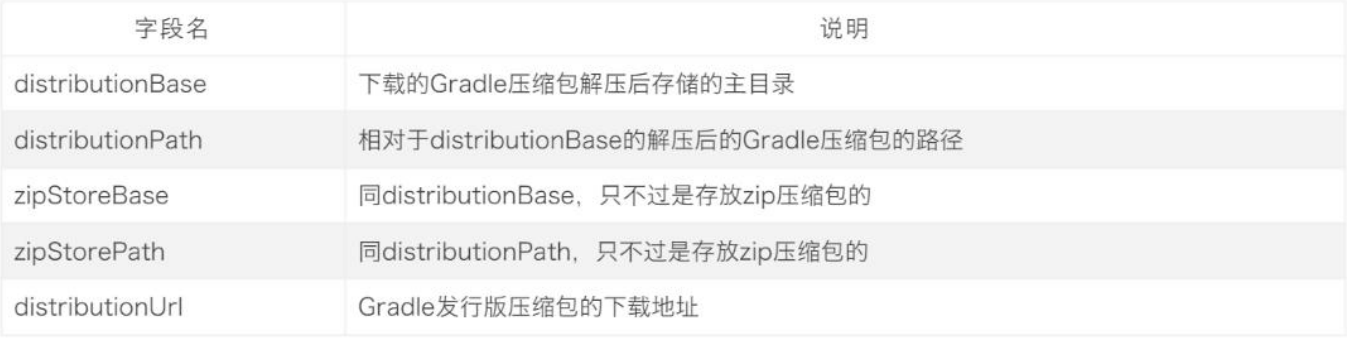 字段名 说明
distributionBase 下载的Gradle压缩包解压后存储的主目录
distributionPath 相对于distributionBase的解压后的Gradle压缩包的路径
zipStoreBase 同distributionBase，只不过是存放zip压缩包的
zipStorePath 同distributionPath，只不过是存放zip压缩包的
distributionUrl Gradle发行版压缩包的下载地址